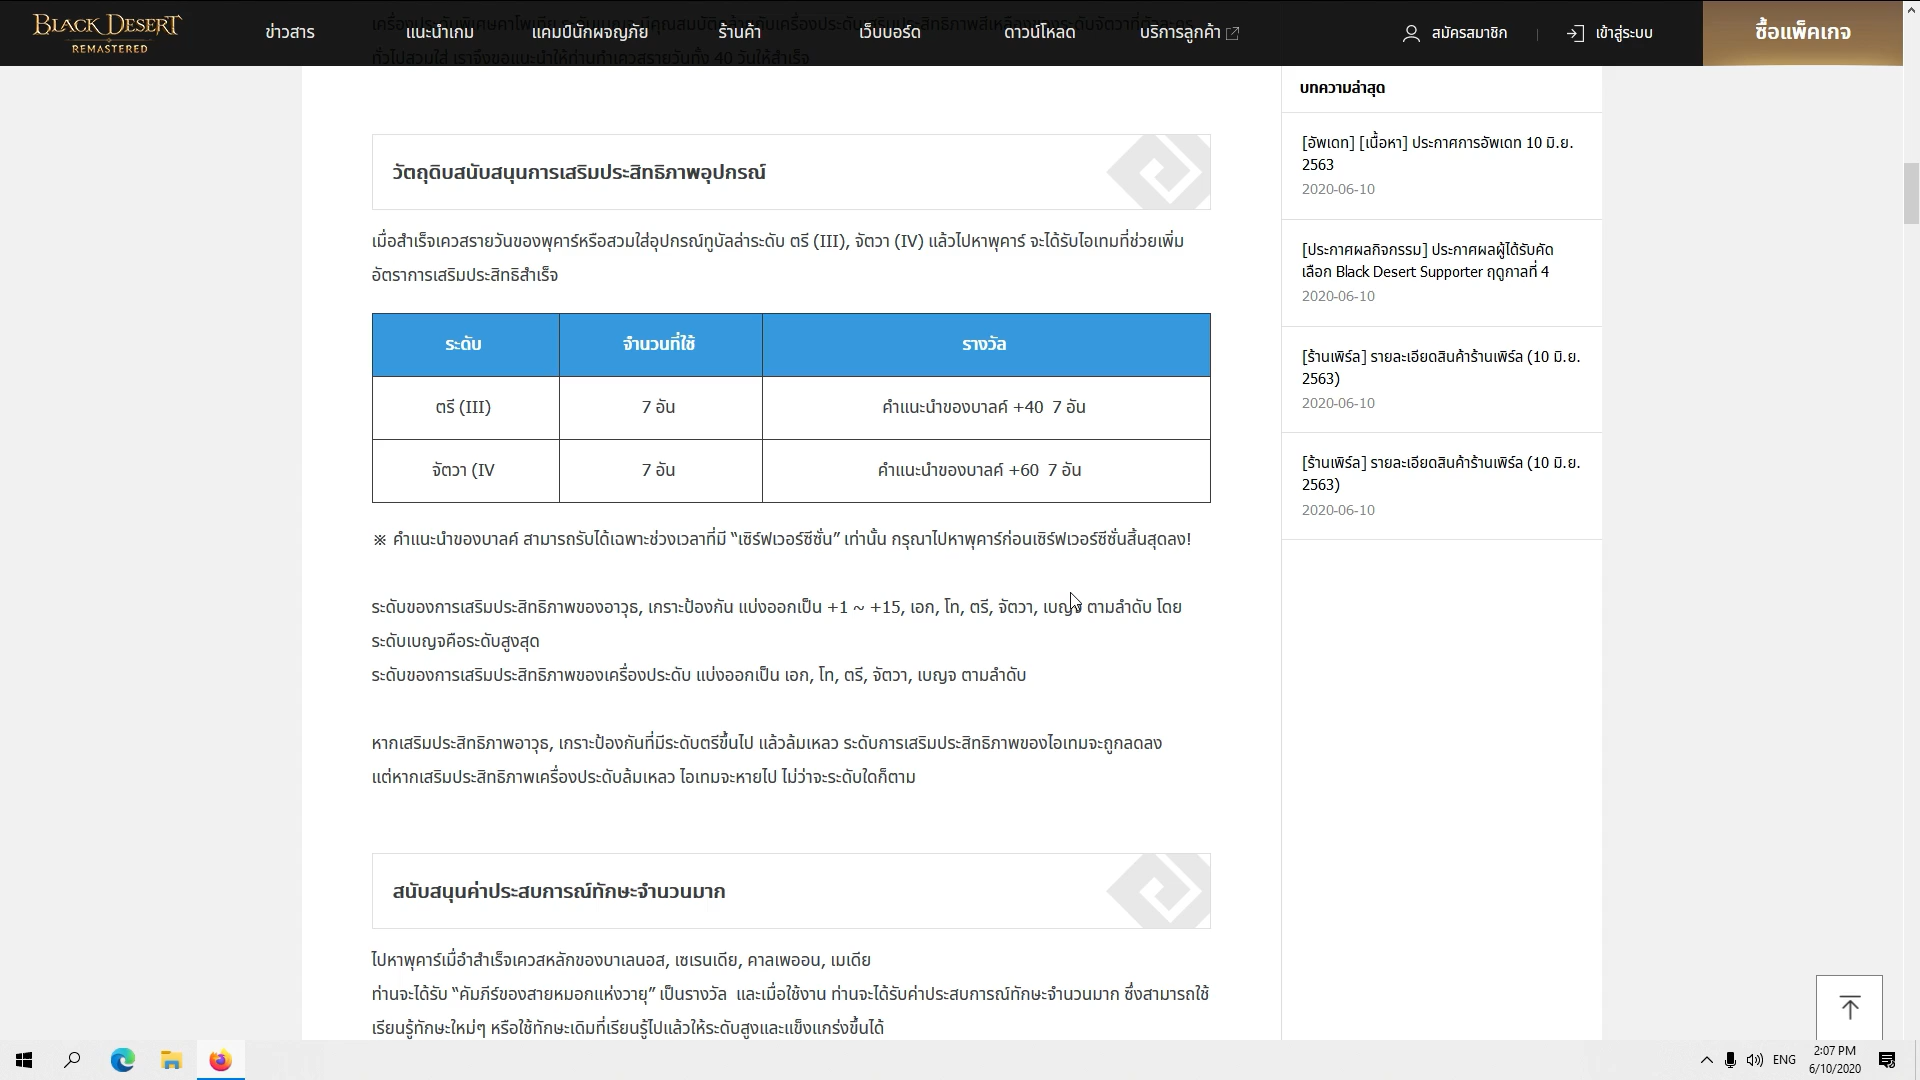 BLACK DESERT
REMASTERED
ข่าวสาร
แนะนำเกม
แคมป์นักผจญภัย
ร้านค้า
เว็บบอร์ด
ดาวน์โหลด
บริการลูกค้า
สมัครสมาชิก
เข้าสู่ระบบ
ซื้อแพ็คเกจ
ทั่วไปสวมใส่ เราจึงขอแนะนำให้ท่านทำเควสรายวันทั้ง 40 วันให้สำเร็จ
วัตถุดิบสนับสนุนการเสริมประสิทธิภาพอุปกรณ์
เมื่อสำเร็จเควสรายวันของพุคาร์หรือสวมใส่อุปกรณ์ทูบัลล่าระดับ ตรี (III), จัตวา (IV) แล้วไปหาพุคาร์ จะได้รับไอเทมที่ช่วยเพิ่ม
อัตราการเสริมประสิทธิสำเร็จ
ระดับ จำนวนที่ใช้ รางวัล
ตรี (III) 7 อัน คำแนะนำของบาลค์ +40 7 อัน
จัตวา (IV 7 อัน คำแนะนำของบาลค์ +60 7 อัน
※ คำแนะนำของบาลค์ สามารถรับได้เฉพาะช่วงเวลาที่มี “เซิร์ฟเวอร์ซีซั่น” เท่านั้น กรุณาไปหาพุคาร์ก่อนเซิร์ฟเวอร์ซีซั่นสิ้นสุดลง!
ระดับของการเสริมประสิทธิภาพของอาวุธ, เกราะป้องกัน แบ่งออกเป็น +1 ~ +15, เอก, โท, ตรี, จัตวา, เบญจ ตามลำดับ โดย
ระดับเบญจคือระดับสูงสุด
ระดับของการเสริมประสิทธิภาพของเครื่องประดับ แบ่งออกเป็น เอก, โท, ตรี, จัตวา, เบญจ ตามลำดับ
หากเสริมประสิทธิภาพอาวุธ, เกราะป้องกันที่มีระดับตรีขึ้นไป แล้วล้มเหลว ระดับการเสริมประสิทธิภาพของไอเทมจะถูกลดลง
แต่หากเสริมประสิทธิภาพเครื่องประดับล้มเหลว ไอเทมจะหายไป ไม่ว่าจะระดับใดก็ตาม
สนับสนุนค่าประสบการณ์ทักษะจำนวนมาก
ไปหาพุคาร์เมื่อำสำเร็จเควสหลักของบาเลนอส, เซเรนเดีย, คาลเพออน, เมเดีย
ท่านจะได้รับ “คัมภีร์ของสายหมอกแห่งวายุ” เป็นรางวัล และเมื่อใช้งาน ท่านจะได้รับค่าประสบการณ์ทักษะจำนวนมาก ซึ่งสามารถใช้
เรียนรู้ทักษะใหม่ๆ หรือใช้ทักษะเดิมที่เรียนรู้ไปแล้วให้ระดับสูงและแข็งแกร่งขึ้นได้
บทความล่าสุด
[อัพเดท] [เนื้อหา] ประกาศการอัพเดท 10 มิ.ย.
2563
2020-06-10
[ประกาศผลกิจกรรม] ประกาศผลผู้ได้รับคัด
เลือก Black Desert Supporter ฤดูกาลที่ 4
2020-06-10
[ร้านเพิร์ล] รายละเอียดสินค้าร้านเพิร์ล (10 มิ.ย.
2563)
2020-06-10
[ร้านเพิร์ล] รายละเอียดสินค้าร้านเพิร์ล (10 มิ.ย.
2563)
2020-06-10
ENG
2:07 PM
6/10/2020